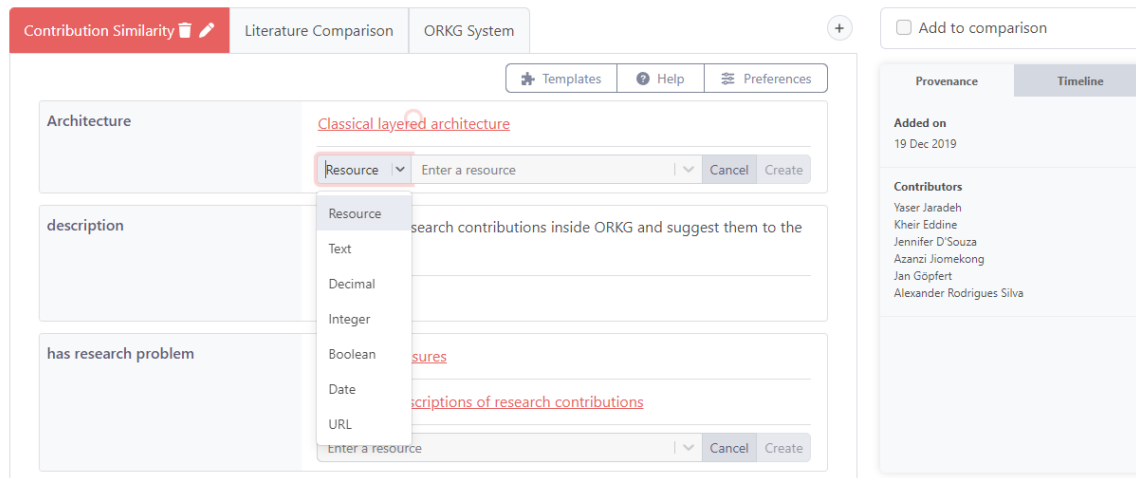 Contribution Similarity
Literature Comparison
ORKG System
+
Add to comparison
Templates
Help
Preferences
Provenance
Timeline
Architecture
Classical layered architecture
Resource
Enter a resource
Cancel
Create
Resource
Text
Decimal
Integer
Boolean
Date
URL
description
search contributions inside ORKG and suggest them to the
has research problem
sures
scriptions of research contributions
Enter a resource
Cancel
Create
Added on
19 Dec 2019
Contributors
Yaser Jaradeh
Kheir Eddine
Jennifer D'Souza
Azanzi Jiomekong
Jan Göpfert
Alexander Rodrigues Silva